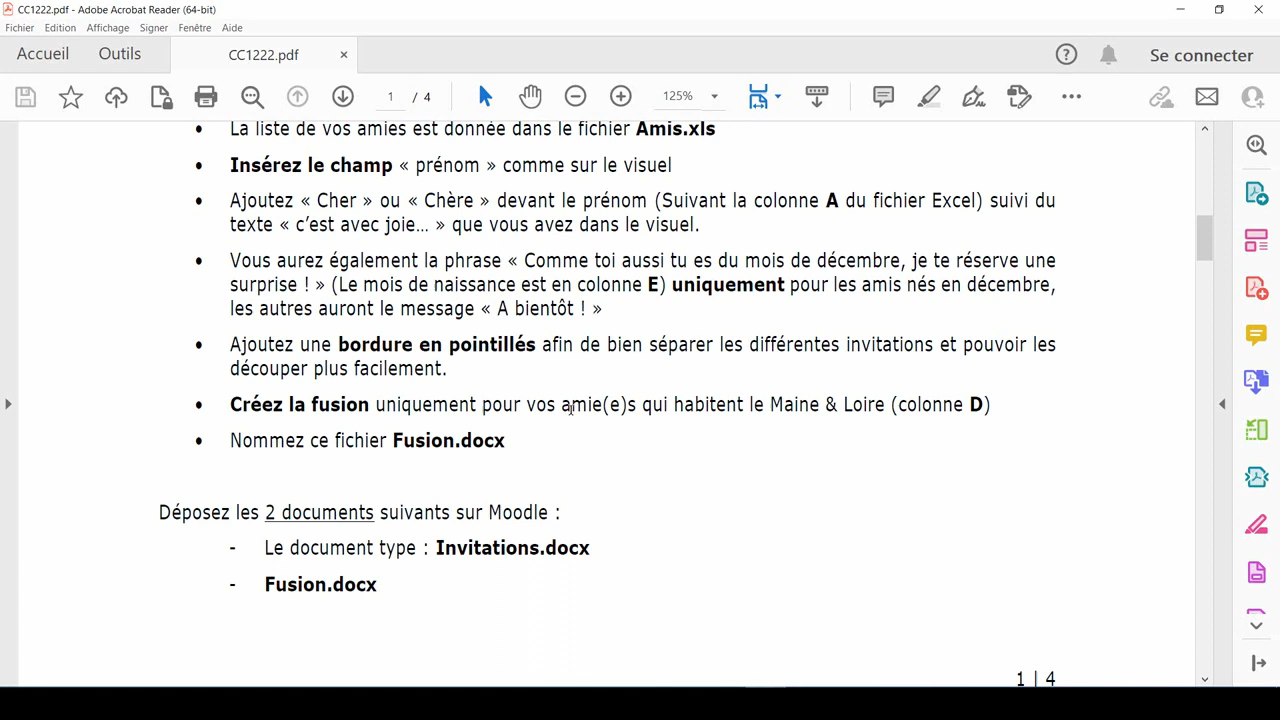 CC1222.pdf - Adobe Acrobat Reader (64-bit)
Fichier Edition Affichage Signer Fenêtre Aide
Accueil Outils CC1222.pdf × Se connecter
1 / 4 125%
• La liste de vos amies est donnée dans le fichier Amis.xls
• Insérez le champ « prénom » comme sur le visuel
• Ajoutez « Cher » ou « Chère » devant le prénom (Suivant la colonne A du fichier Excel) suivi du
texte « c’est avec joie… » que vous avez dans le visuel.
• Vous aurez également la phrase « Comme toi aussi tu es du mois de décembre, je te réserve une
surprise ! » (Le mois de naissance est en colonne E) uniquement pour les amis nés en décembre,
les autres auront le message « A bientôt ! »
• Ajoutez une bordure en pointillés afin de bien séparer les différentes invitations et pouvoir les
découper plus facilement.
• Créez la fusion uniquement pour vos amie(e)s qui habitent le Maine & Loire (colonne D)
• Nommez ce fichier Fusion.docx
Déposez les 2 documents suivants sur Moodle :
- Le document type : Invitations.docx
- Fusion.docx
1 | 4